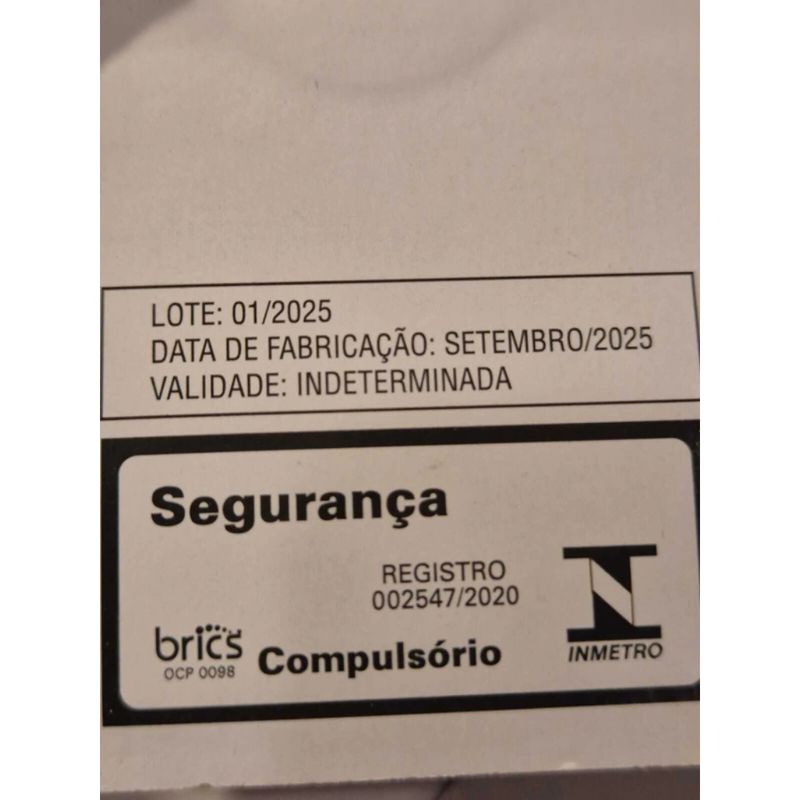 LOTE: 01/2025
DATA DE FABRICAÇÃO: SETEMBRO/2025
VALIDADE: INDETERMINADA
Segurança
REGISTRO
002547/2020
brics
OCP 0098
Compulsório
INMETRO